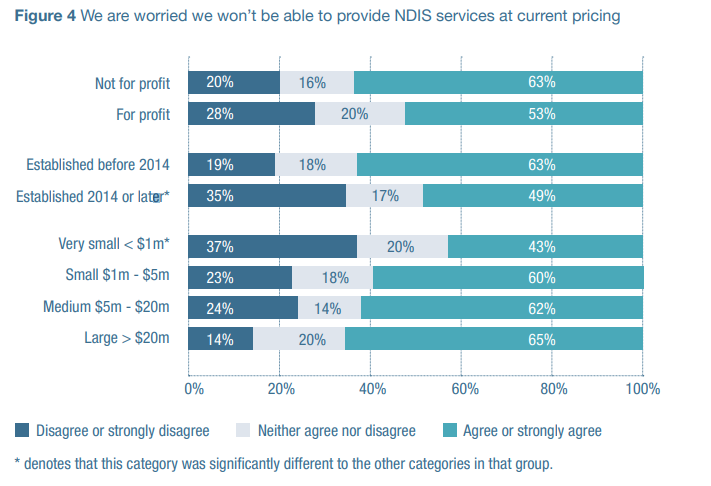 Figure 4 We are worried we won't be able to provide NDIS services at current pricing
Not for profit 20% 16% 63%
For profit 28% 20% 53%
Established before 2014 19% 18% 63%
Established 2014 or later* 35% 17% 49%
Very small < $1m* 37% 20% 43%
Small $1m - $5m 23% 18% 60%
Medium $5m - $20m 24% 14% 62%
Large > $20m 14% 20% 65%
0% 20% 40% 60% 80% 100%
Disagree or strongly disagree Neither agree nor disagree Agree or strongly agree
* denotes that this category was significantly different to the other categories in that group.